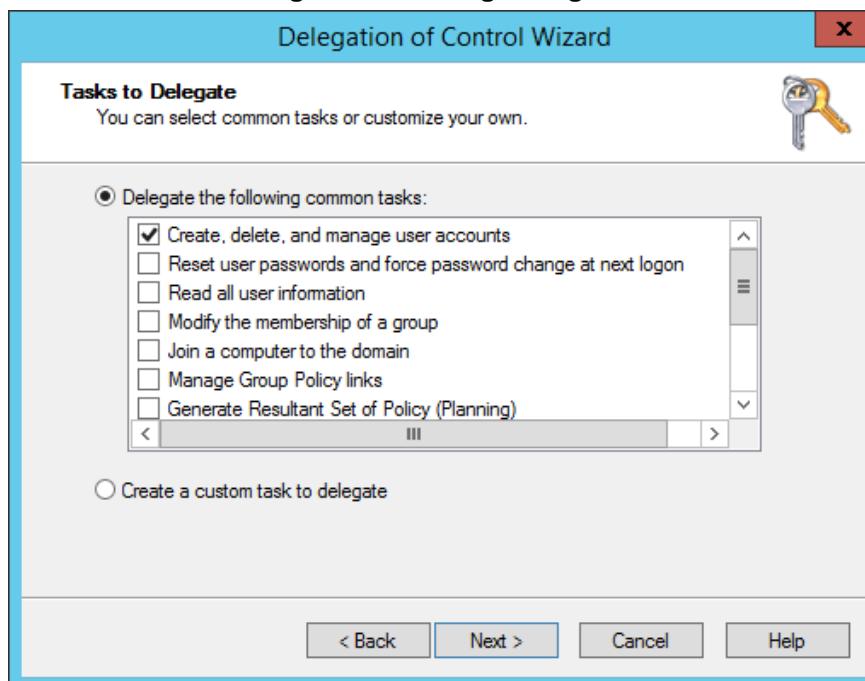 Delegation of Control Wizard
x
Tasks to Delegate
You can select common tasks or customize your own.
Delegate the following common tasks:
Create, delete, and manage user accounts
Reset user passwords and force password change at next logon
Read all user information
Modify the membership of a group
Join a computer to the domain
Manage Group Policy links
Generate Resultant Set of Policy (Planning)
Create a custom task to delegate
< Back
Next >
Cancel
Help